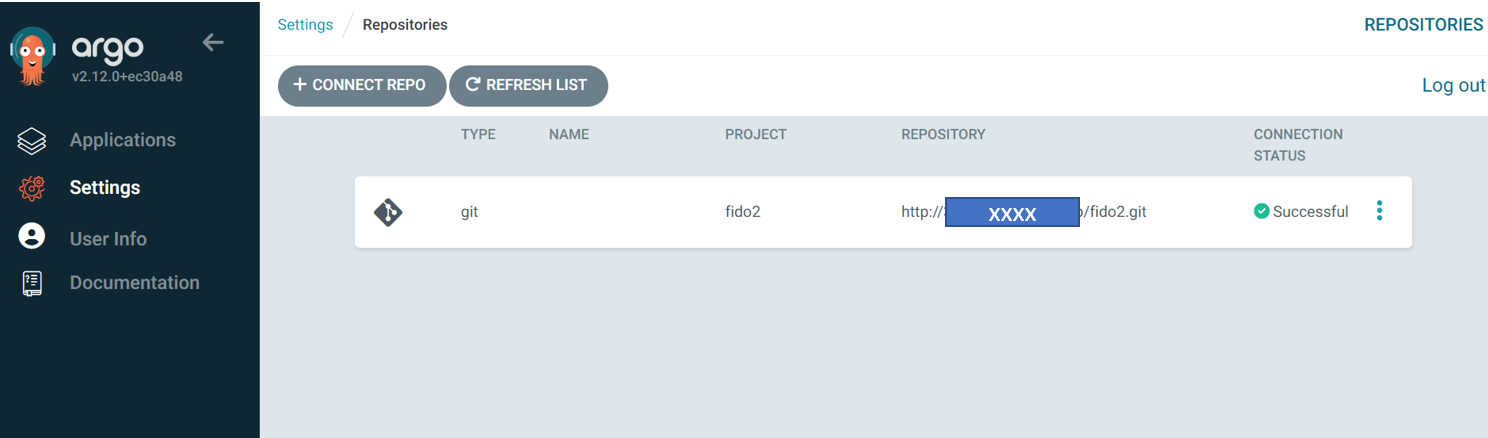 Settings / Repositories
REPOSITORIES
argo
v2.12.0+ec30a48
+ CONNECT REPO
REFRESH LIST
Log out
Applications
Settings
User Info
Documentation
TYPE NAME PROJECT REPOSITORY CONNECTION STATUS
git fido2 http:// XXXX /fido2.git Successful